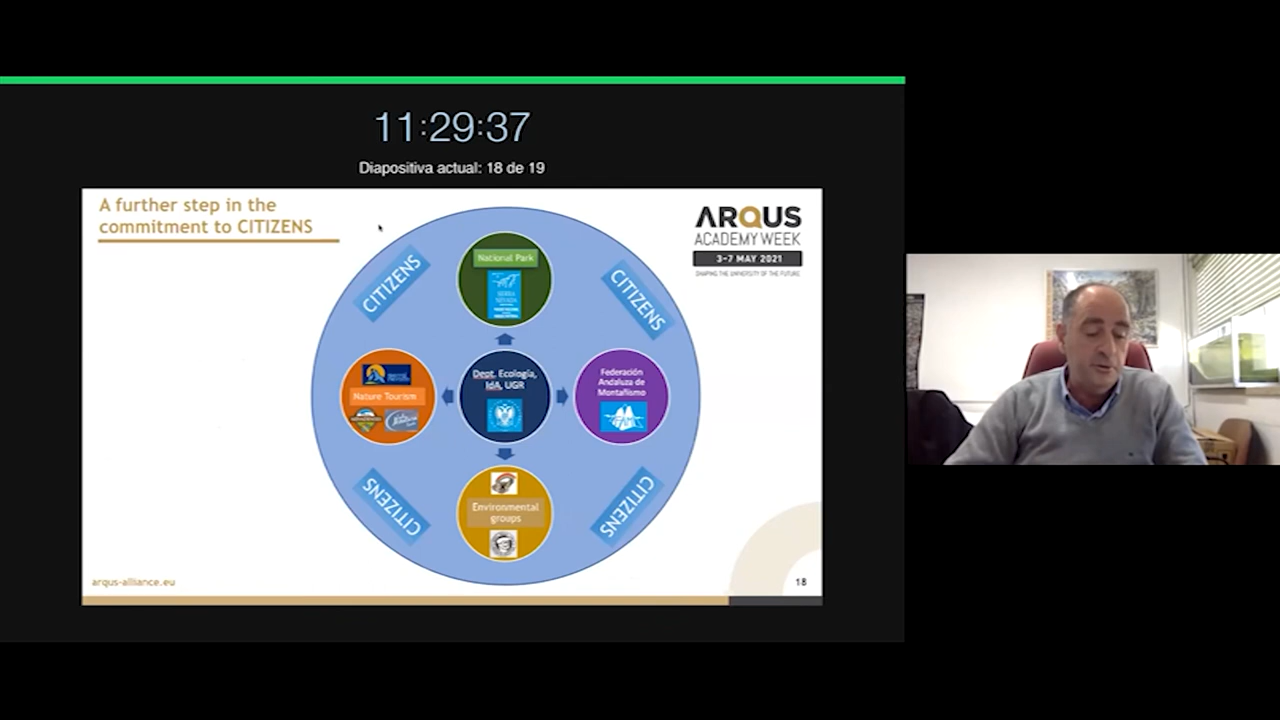 11:29:37
Diapositiva actual: 18 de 19
A further step in the
commitment to CITIZENS
ARQUS
ACADEMY WEEK
3-7 MAY 2021
SHAPING THE UNIVERSITY OF THE FUTURE
CITIZENS
CITIZENS
National Park
SIERRA
NEVADA
Nature Tourism
Dept. Ecología,
IdA, UGR
Federación
Andaluza de
Montañismo
CITIZENS
CITIZENS
Environmental
groups
arqus-alliance.eu
18